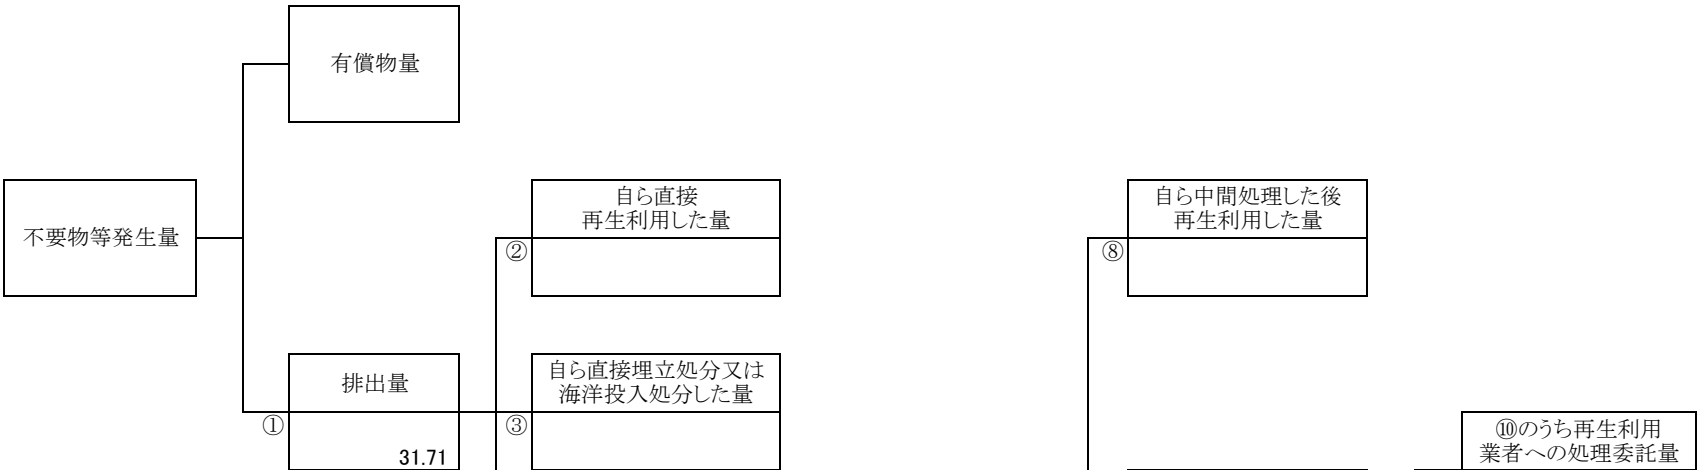 有償物量
不要物等発生量
自ら直接
再生利用した量
②
自ら中間処理した後
再生利用した量
⑧
排出量
①
31.71
自ら直接埋立処分又は
海洋投入処分した量
③
⑩のうち再生利用
業者への処理委託量